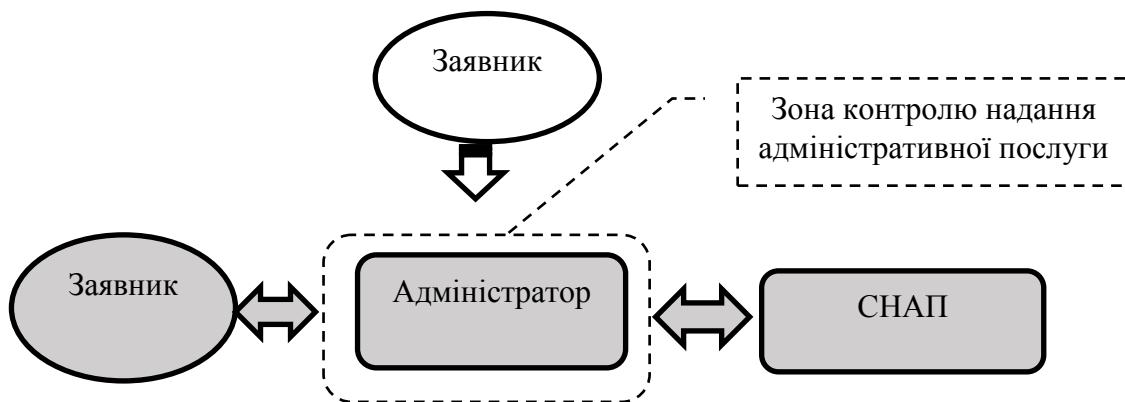 Заявник
Зона контролю надання
адміністративної послуги
Заявник
Адміністратор
СНАП